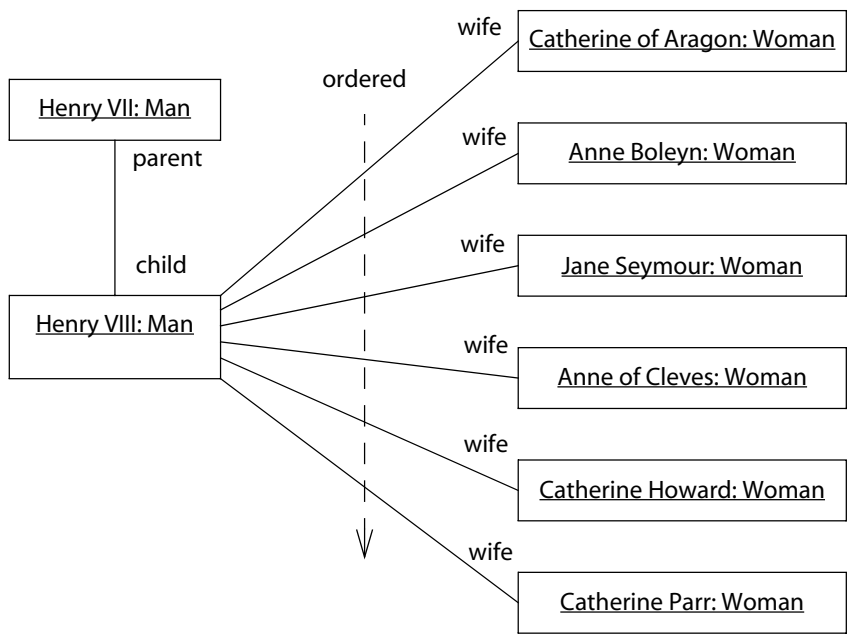 wife
Catherine of Aragon: Woman
ordered
Henry VII: Man
parent
wife
Anne Boleyn: Woman
wife
Jane Seymour: Woman
child
Henry VIII: Man
wife
Anne of Cleves: Woman
wife
Catherine Howard: Woman
wife
Catherine Parr: Woman